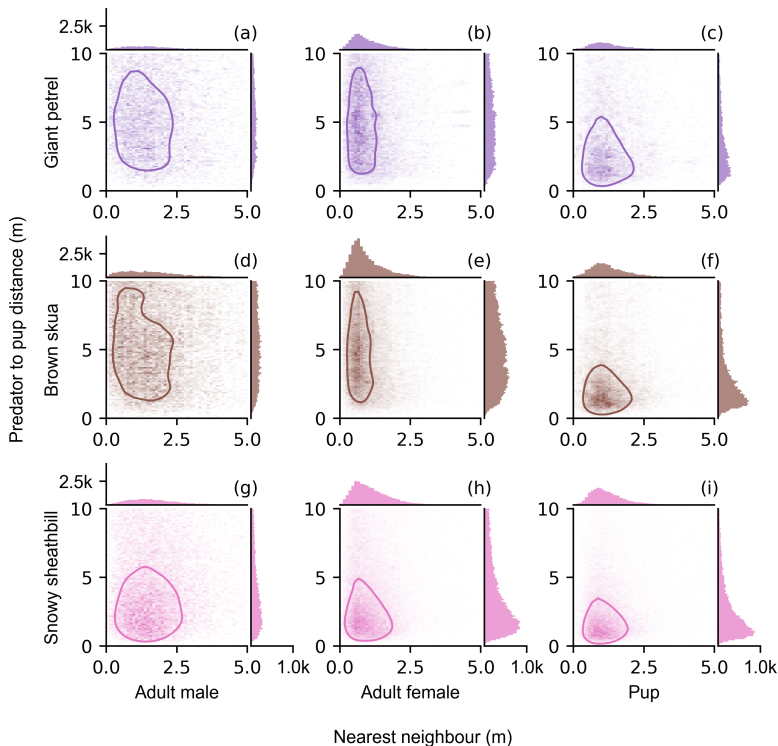 2.5k (a) (b) (c)
10 10 10
5 5 5
0 0 0
0.0 2.5 5.0 0.0 2.5 5.0 0.0 2.5 5.0
Giant petrel
2.5k (d) (e) (f)
10 10 10
5 5 5
0 0 0
0.0 2.5 5.0 0.0 2.5 5.0 0.0 2.5 5.0
Brown skua
Predator to pup distance (m)
2.5k (g) (h) (i)
10 10 10
5 5 5
0 0 0
0.0 2.5 5.0 1.0k 0.0 2.5 5.0 1.0k 0.0 2.5 5.0 1.0k
Snowy sheathbill
Adult male Adult female Pup
Nearest neighbour (m)